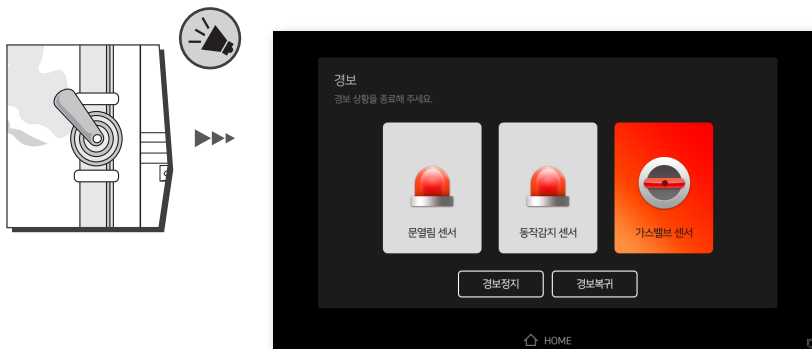 경보
경보 상황을 종료해 주세요.
문열림 센서
동작감지 센서
가스밸브 센서
경보정지
경보복귀
HOME